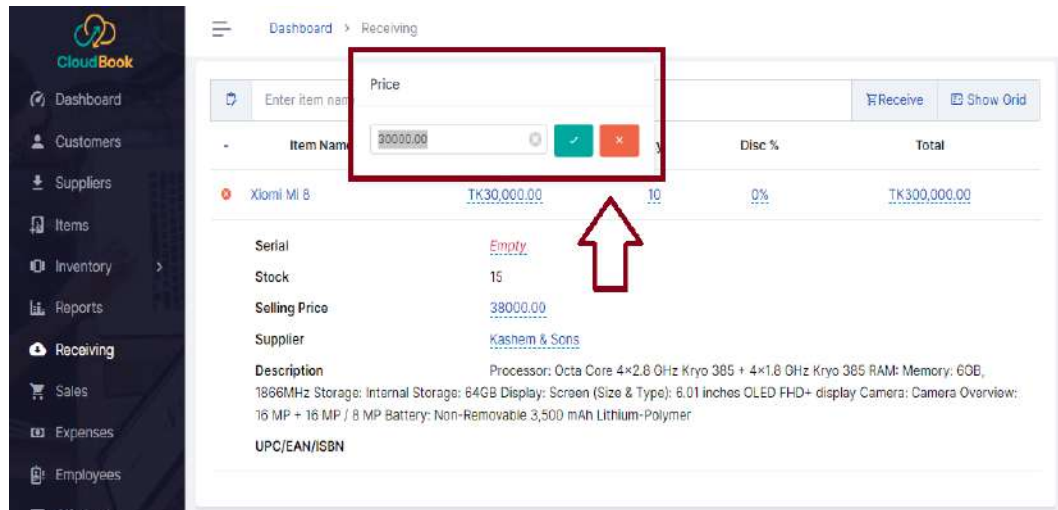 CloudBook
Dashboard
Customers
Suppliers
Items
Inventory >
Reports
Receiving
Sales
Expenses
Employees
Dashboard > Receiving
Enter item nam
Receive
Show Grid
Price
30000.00
- Item Name y Disc % Total
Xiomi MI 8 TK30,000.00 10 0% TK300,000.00
Serial Empty
Stock 15
Selling Price 38000.00
Supplier Kashem & Sons
Description Processor: Octa Core 4×2.8 GHz Kryo 385 + 4×1.8 GHz Kryo 385 RAM: Memory: 6GB,
1866MHz Storage: Internal Storage: 64GB Display: Screen (Size & Type): 6.01 inches OLED FHD+ display Camera: Camera Overview:
16 MP + 16 MP / 8 MP Battery: Non-Removable 3,500 mAh Lithium-Polymer
UPC/EAN/ISBN